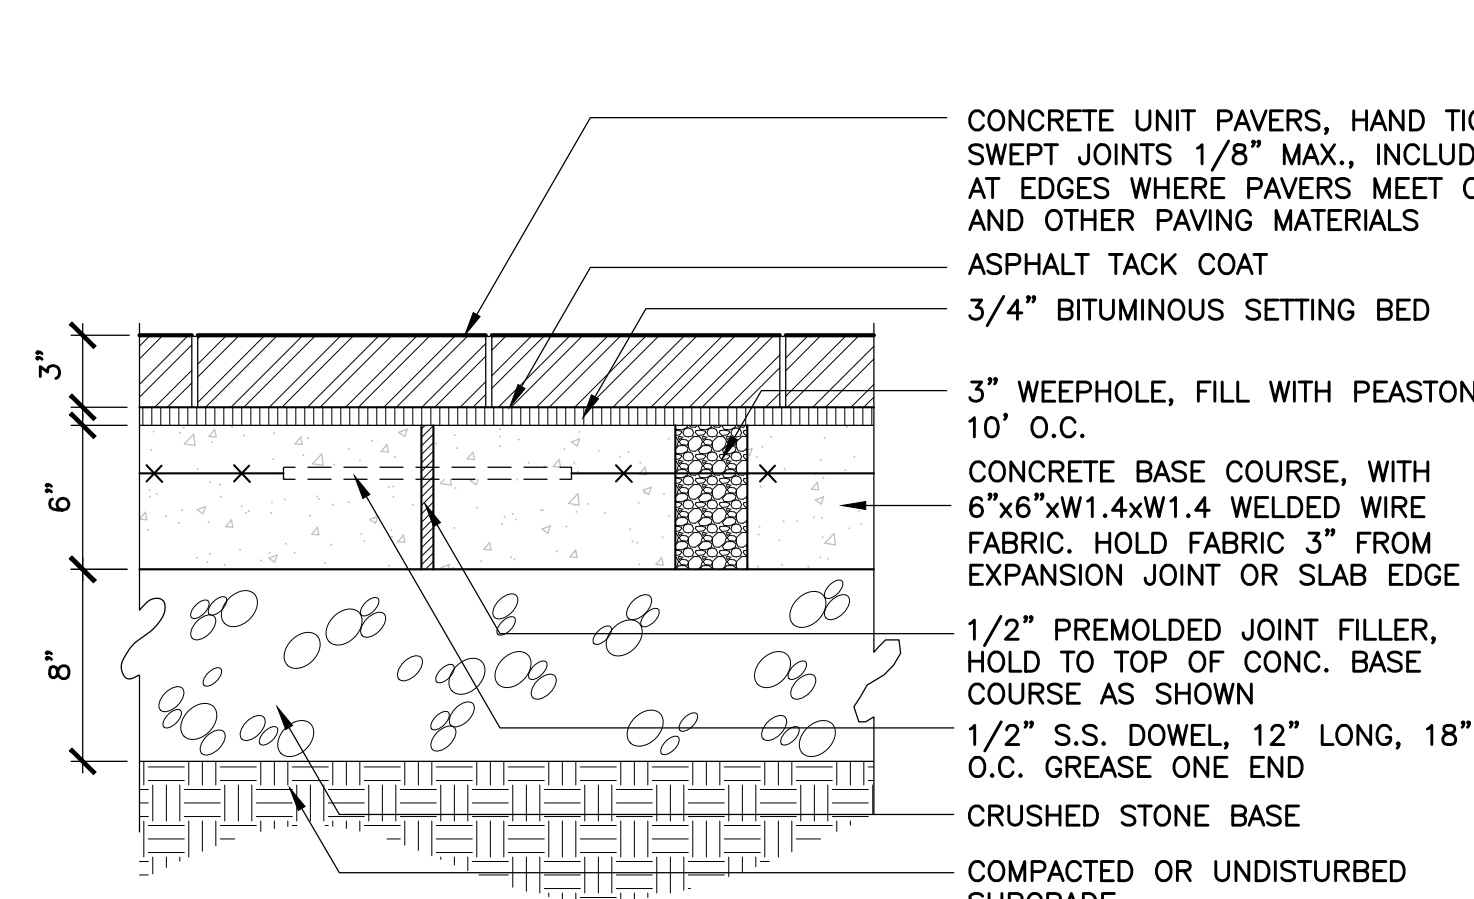 CONCRETE UNIT PAVERS, HAND
SWEPT JOINTS 1/8” MAX.,
AT EDGES WHERE PAVERS MEET
AND OTHER PAVING MATERIALS
ASPHALT TACK COAT
3/4” BITUMINOUS SETTING BED
3”
3” WEEPHOLE, FILL WITH
10’ O.C.
CONCRETE BASE COURSE, WITH
6”x6”xW1.4xW1.4 WELDED WIRE
FABRIC. HOLD FABRIC 3” FROM
EXPANSION JOINT OR SLAB EDGE
6”
1/2” PREMOLDED JOINT FILLER,
HOLD TO TOP OF CONC. BASE
COURSE AS SHOWN
8”
1/2” S.S. DOWEL, 12” LONG, 18”
O.C. GREASE ONE END
CRUSHED STONE BASE
COMPACTED OR UNDISTURBED